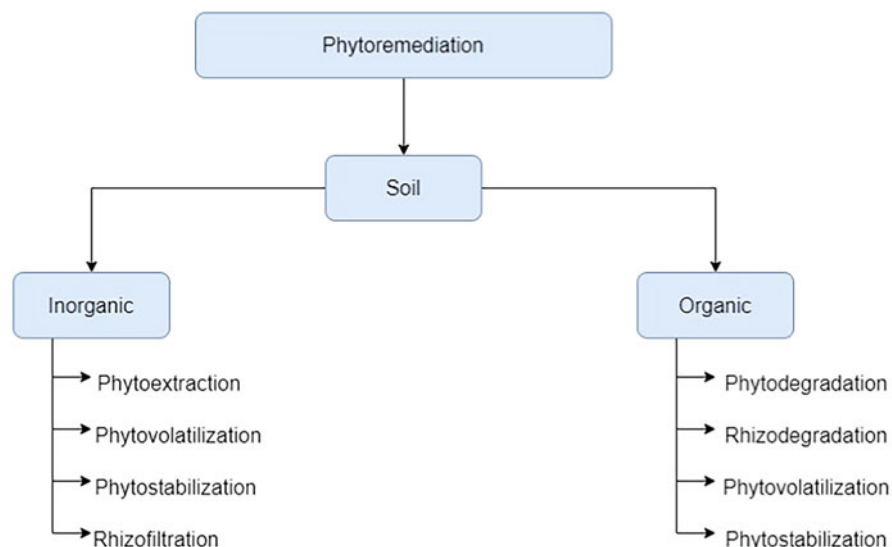 Phytoremediation
Soil
Inorganic
Phytoextraction
Phytovolatilization
Phytostabilization
Rhizofiltration
Organic
Phytodegradation
Rhizodegradation
Phytovolatilization
Phytostabilization